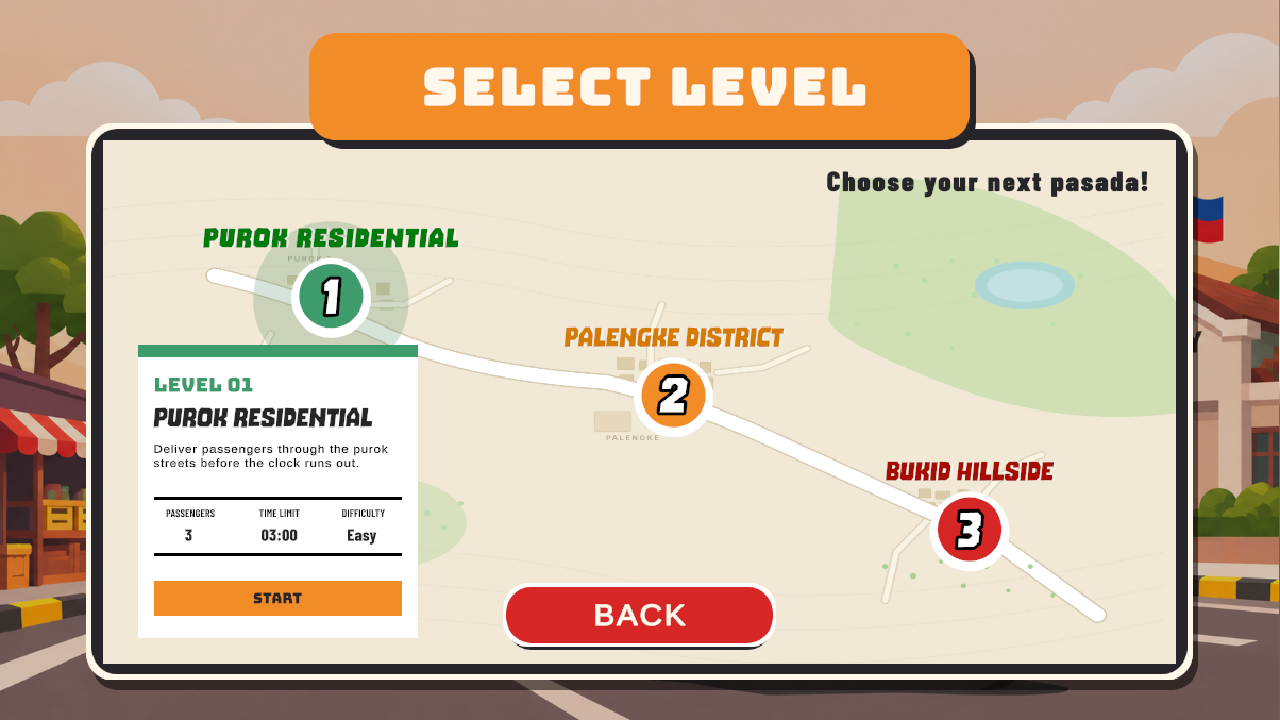 SELECT LEVEL
Choose your next pasada!
PUROK RESIDENTIAL
PUROK
1
PALENGKE DISTRICT
2
PALENGKE
BUKID HILLSIDE
3
LEVEL 01
PUROK RESIDENTIAL
Deliver passengers through the purok
streets before the clock runs out.
PASSENGERS TIME LIMIT DIFFICULTY
3 03:00 Easy
START
BACK